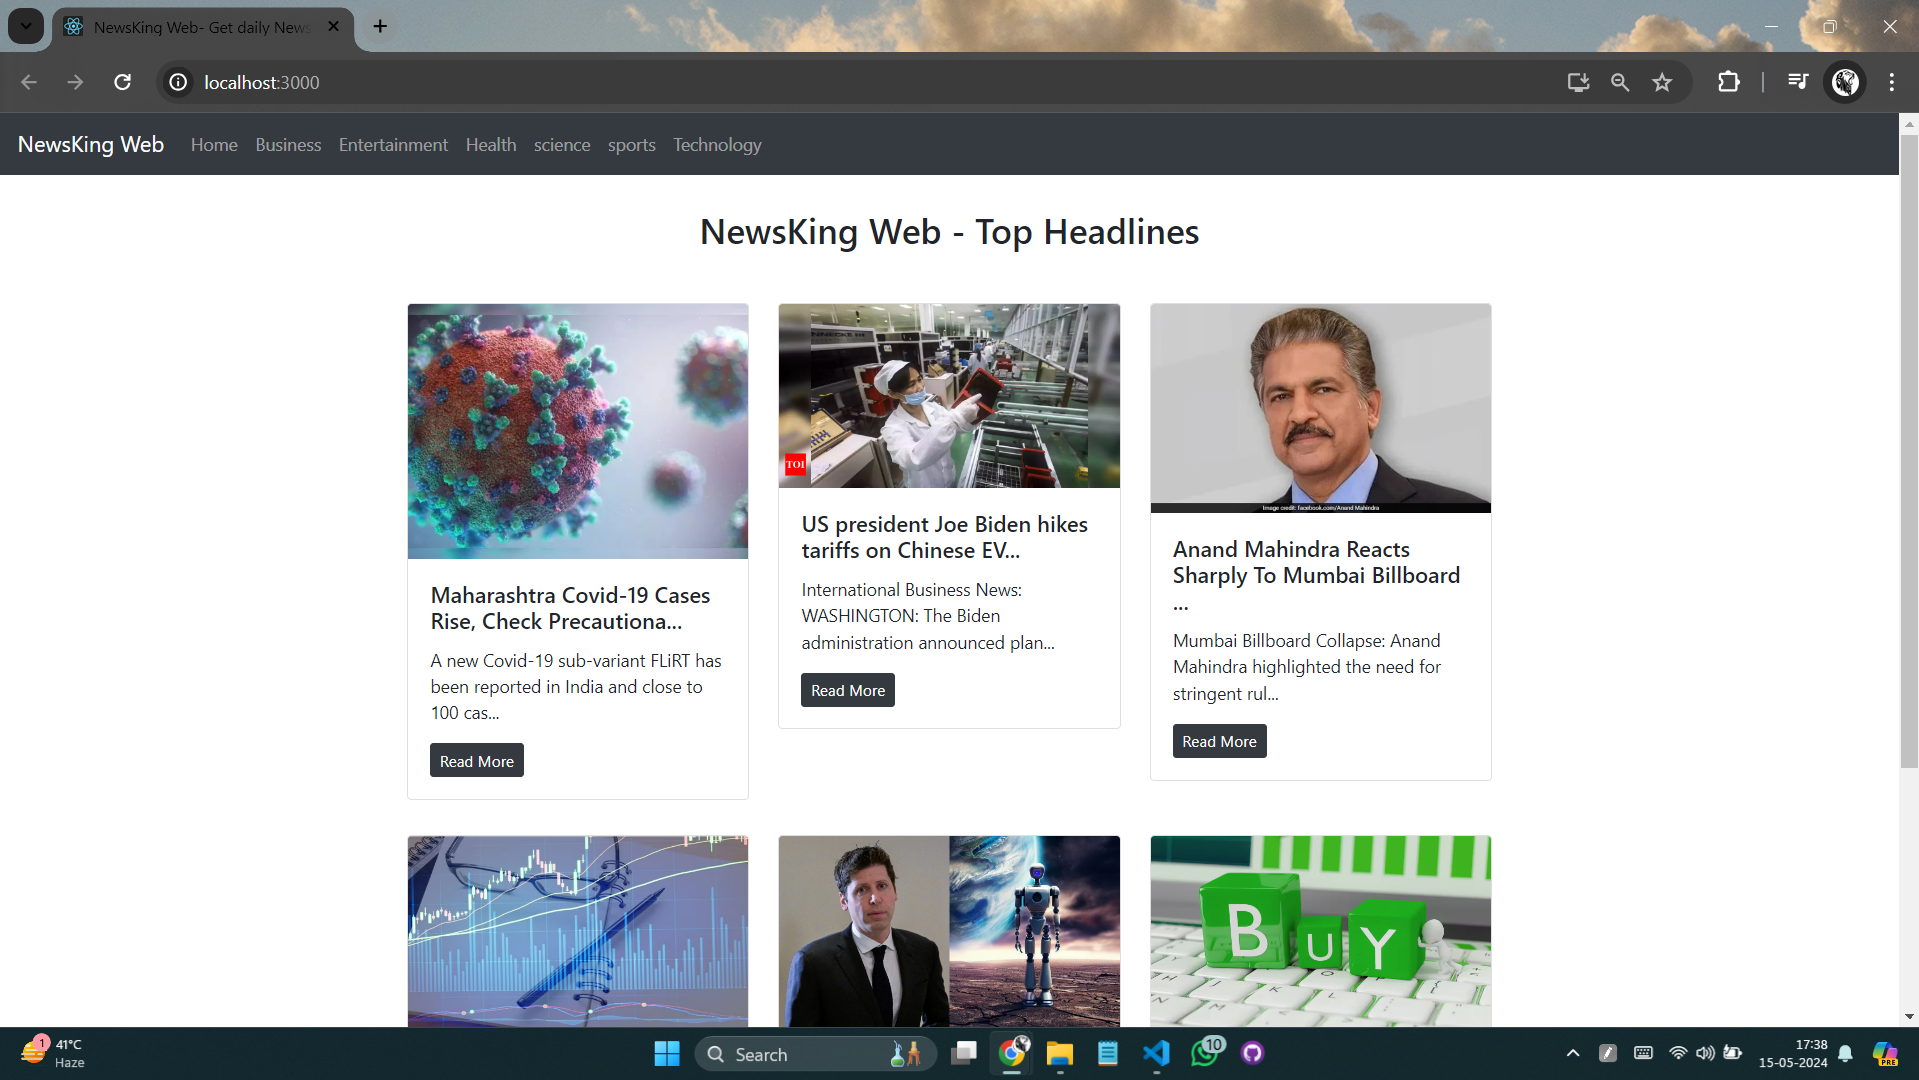 NewsKing Web- Get daily News
localhost:3000
NewsKing Web Home Business Entertainment Health science sports Technology
NewsKing Web - Top Headlines
TOI
Image credit: facebook.com/Anand Mahindra
Maharashtra Covid-19 Cases
Rise, Check Precautiona...
A new Covid-19 sub-variant FLiRT has
been reported in India and close to
100 cas...
Read More
US president Joe Biden hikes
tariffs on Chinese EV...
International Business News:
WASHINGTON: The Biden
administration announced plan...
Read More
Anand Mahindra Reacts
Sharply To Mumbai Billboard
...
Mumbai Billboard Collapse: Anand
Mahindra highlighted the need for
stringent rul...
Read More
BUY
1
41°C
Haze
Search
10
17:38
15-05-2024
PRE